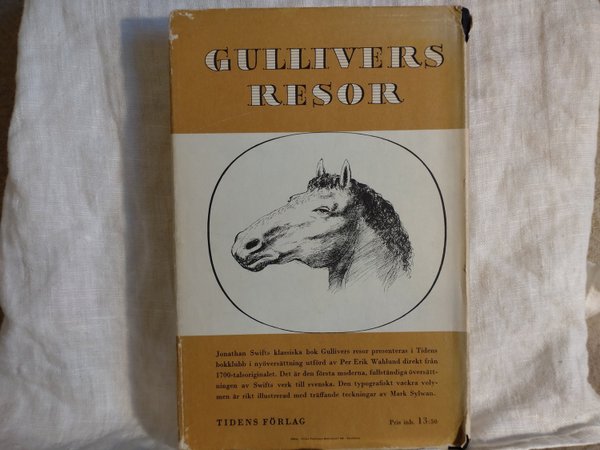 GULLIVERS
RESOR
Jonathan Swifts klassiska bok Gullivers resor presenteras i Tidens
bokklubb i nyöversättning utförd av Per Erik Wahlund direkt från
1700-talsoriginalet. Det är den första moderna, fullständiga översätt-
ningen av Swifts verk till svenska. Den typografiskt vackra voly-
men är rikt illustrerad med träffande teckningar av Mark Sylwan.
TIDENS FÖRLAG
Pris inb. 13:50